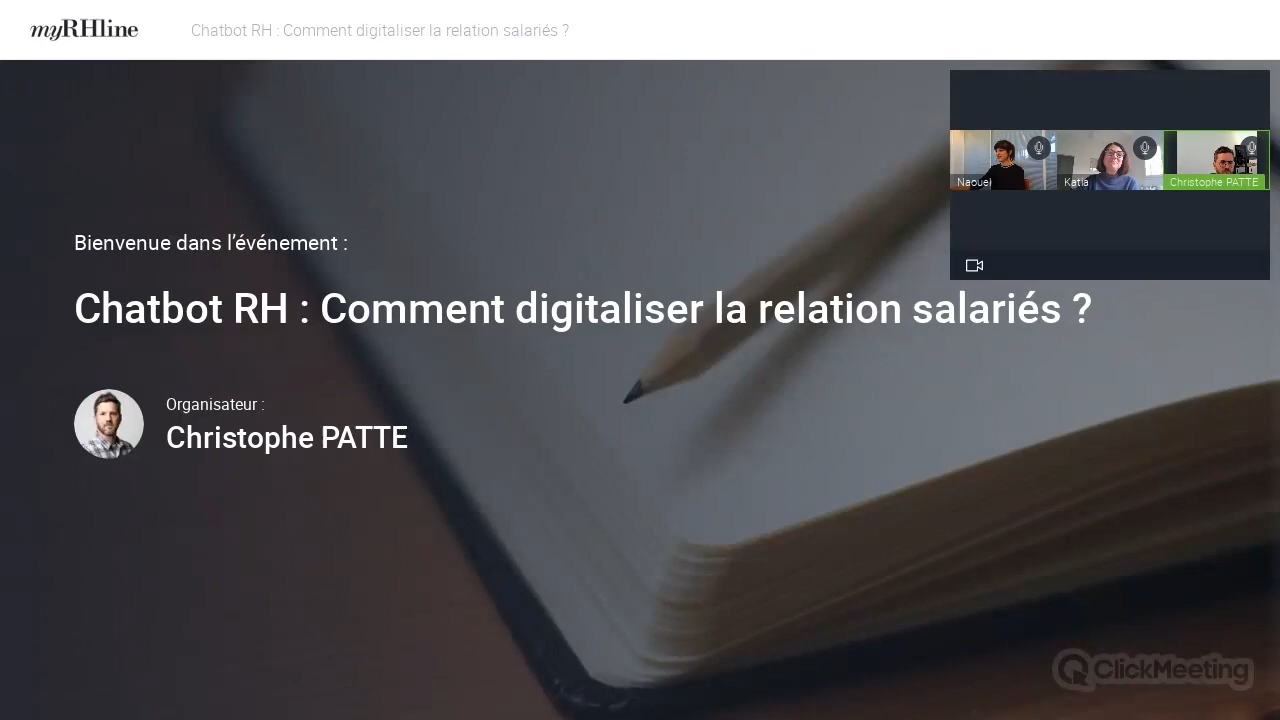 myRHline
Chatbot RH : Comment digitaliser la relation salariés ?
Naouel
Katia
Christophe PATTE
Bienvenue dans l’événement :
Chatbot RH : Comment digitaliser la relation salariés ?
Organisateur :
Christophe PATTE
ClickMeeting